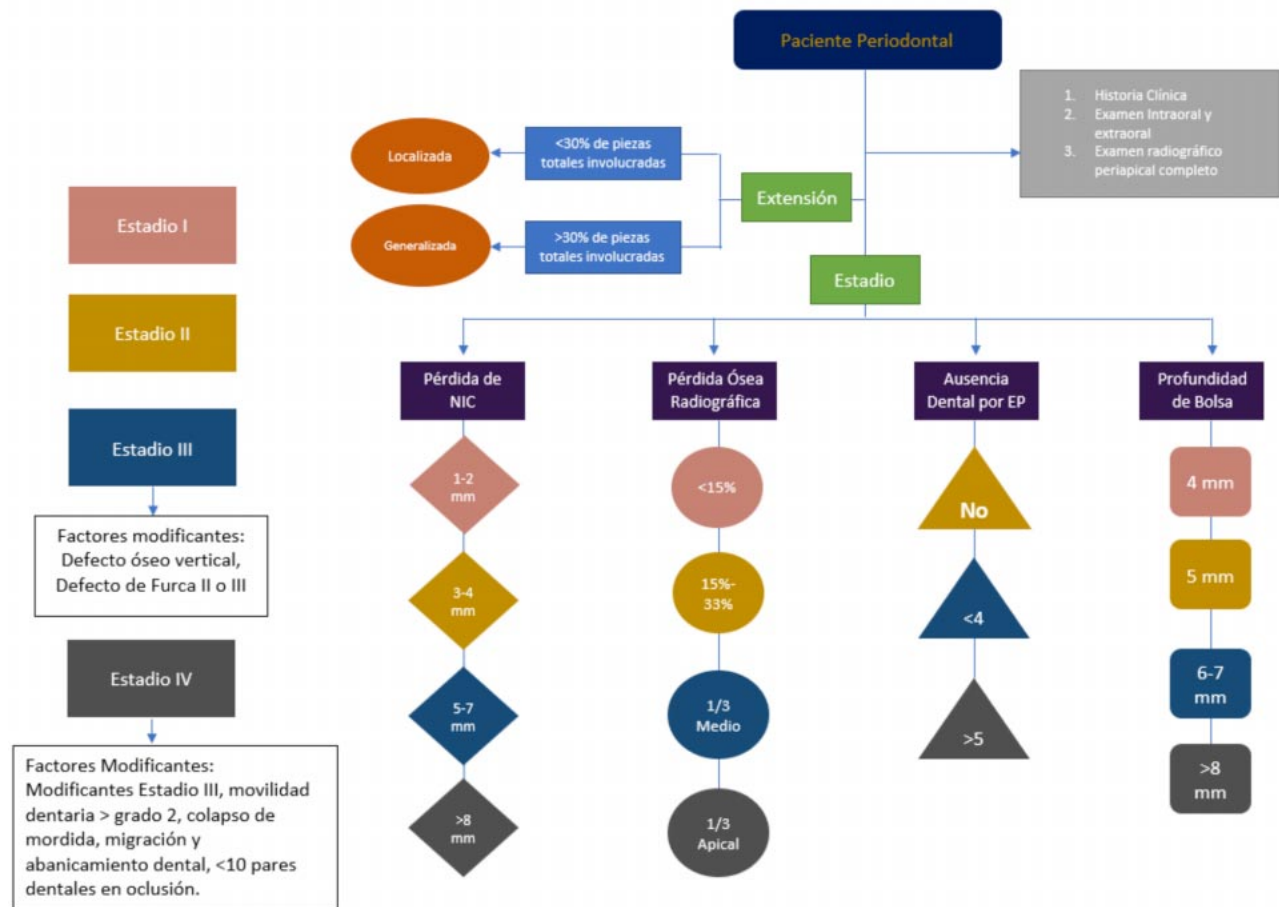 Paciente Periodontal
1. Historia Clínica
2. Examen Intraoral y
extraoral
3. Examen radiográfico
periapical completo
Localizada
<30% de piezas
totales involucradas
Extensión
Generalizada
>30% de piezas
totales involucradas
Estadio
Estadio I
Estadio II
Estadio III
Factores modificantes:
Defecto óseo vertical,
Defecto de Furca II o III
Estadio IV
Factores Modificantes:
Modificantes Estadio III, movilidad
dentaria > grado 2, colapso de
mordida, migración y
abanicamiento dental, <10 pares
dentales en oclusión.
Pérdida de
NIC
1-2
mm
3-4
mm
5-7
mm
>8
mm
Pérdida Ósea
Radiográfica
<15%
15%-
33%
1/3
Medio
1/3
Apical
Ausencia
Dental por EP
No
<4
>5
Profundidad
de Bolsa
4 mm
5 mm
6-7
mm
>8
mm